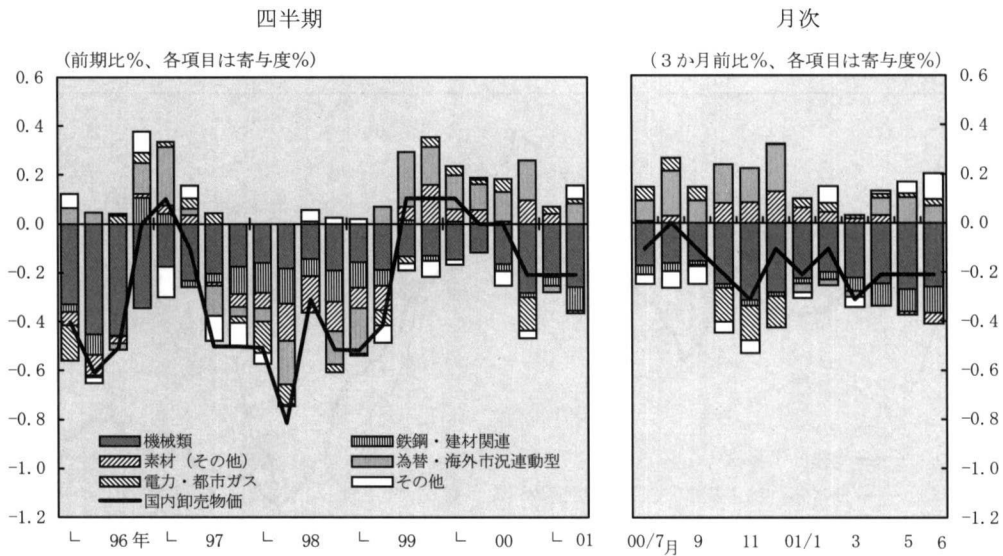 四半期
月次
(前期比%、各項目は寄与度%)
(3か月前比%、各項目は寄与度%)
0.6
0.4
0.2
0.0
-0.2
-0.4
-0.6
-0.8
-1.0
-1.2
0.6
0.4
0.2
0.0
-0.2
-0.4
-0.6
-0.8
-1.0
-1.2
機械類
鉄鋼・建材関連
素材(その他)
為替・海外市況連動型
電力・都市ガス
その他
国内卸売物価
96年 97 98 99 00 01
00/7月 9 11 01/1 3 5 6